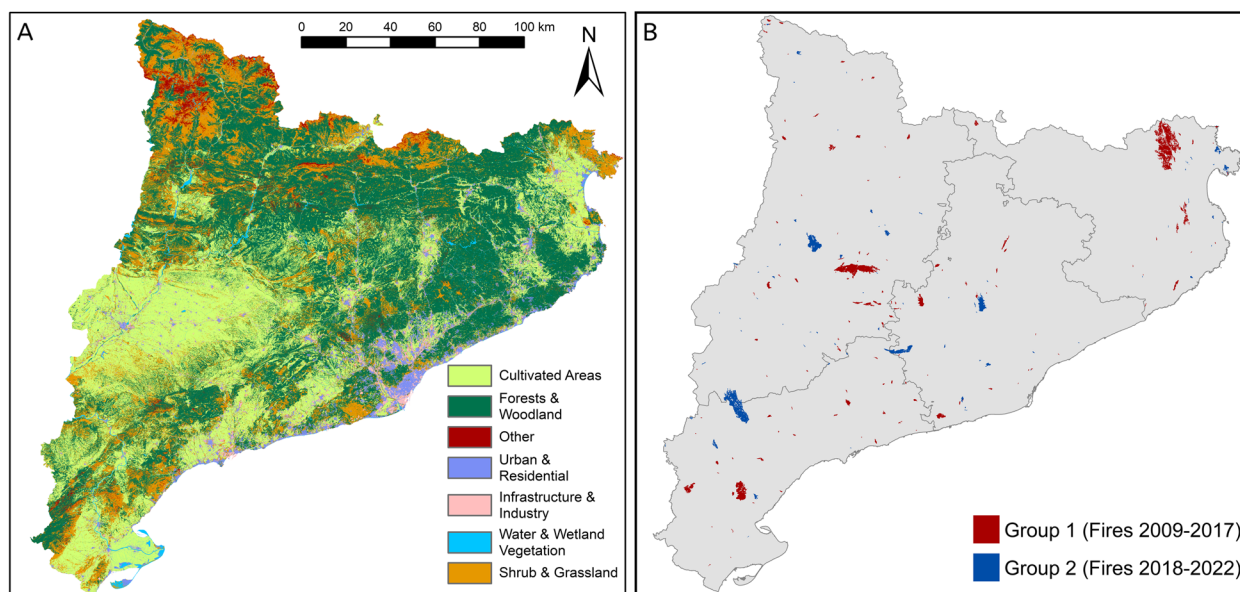 A
0 20 40 60 80 100 km
N
Cultivated Areas
Forests &
Woodland
Other
Urban &
Residential
Infrastructure &
Industry
Water & Wetland
Vegetation
Shrub & Grassland
B
Group 1 (Fires 2009-2017)
Group 2 (Fires 2018-2022)